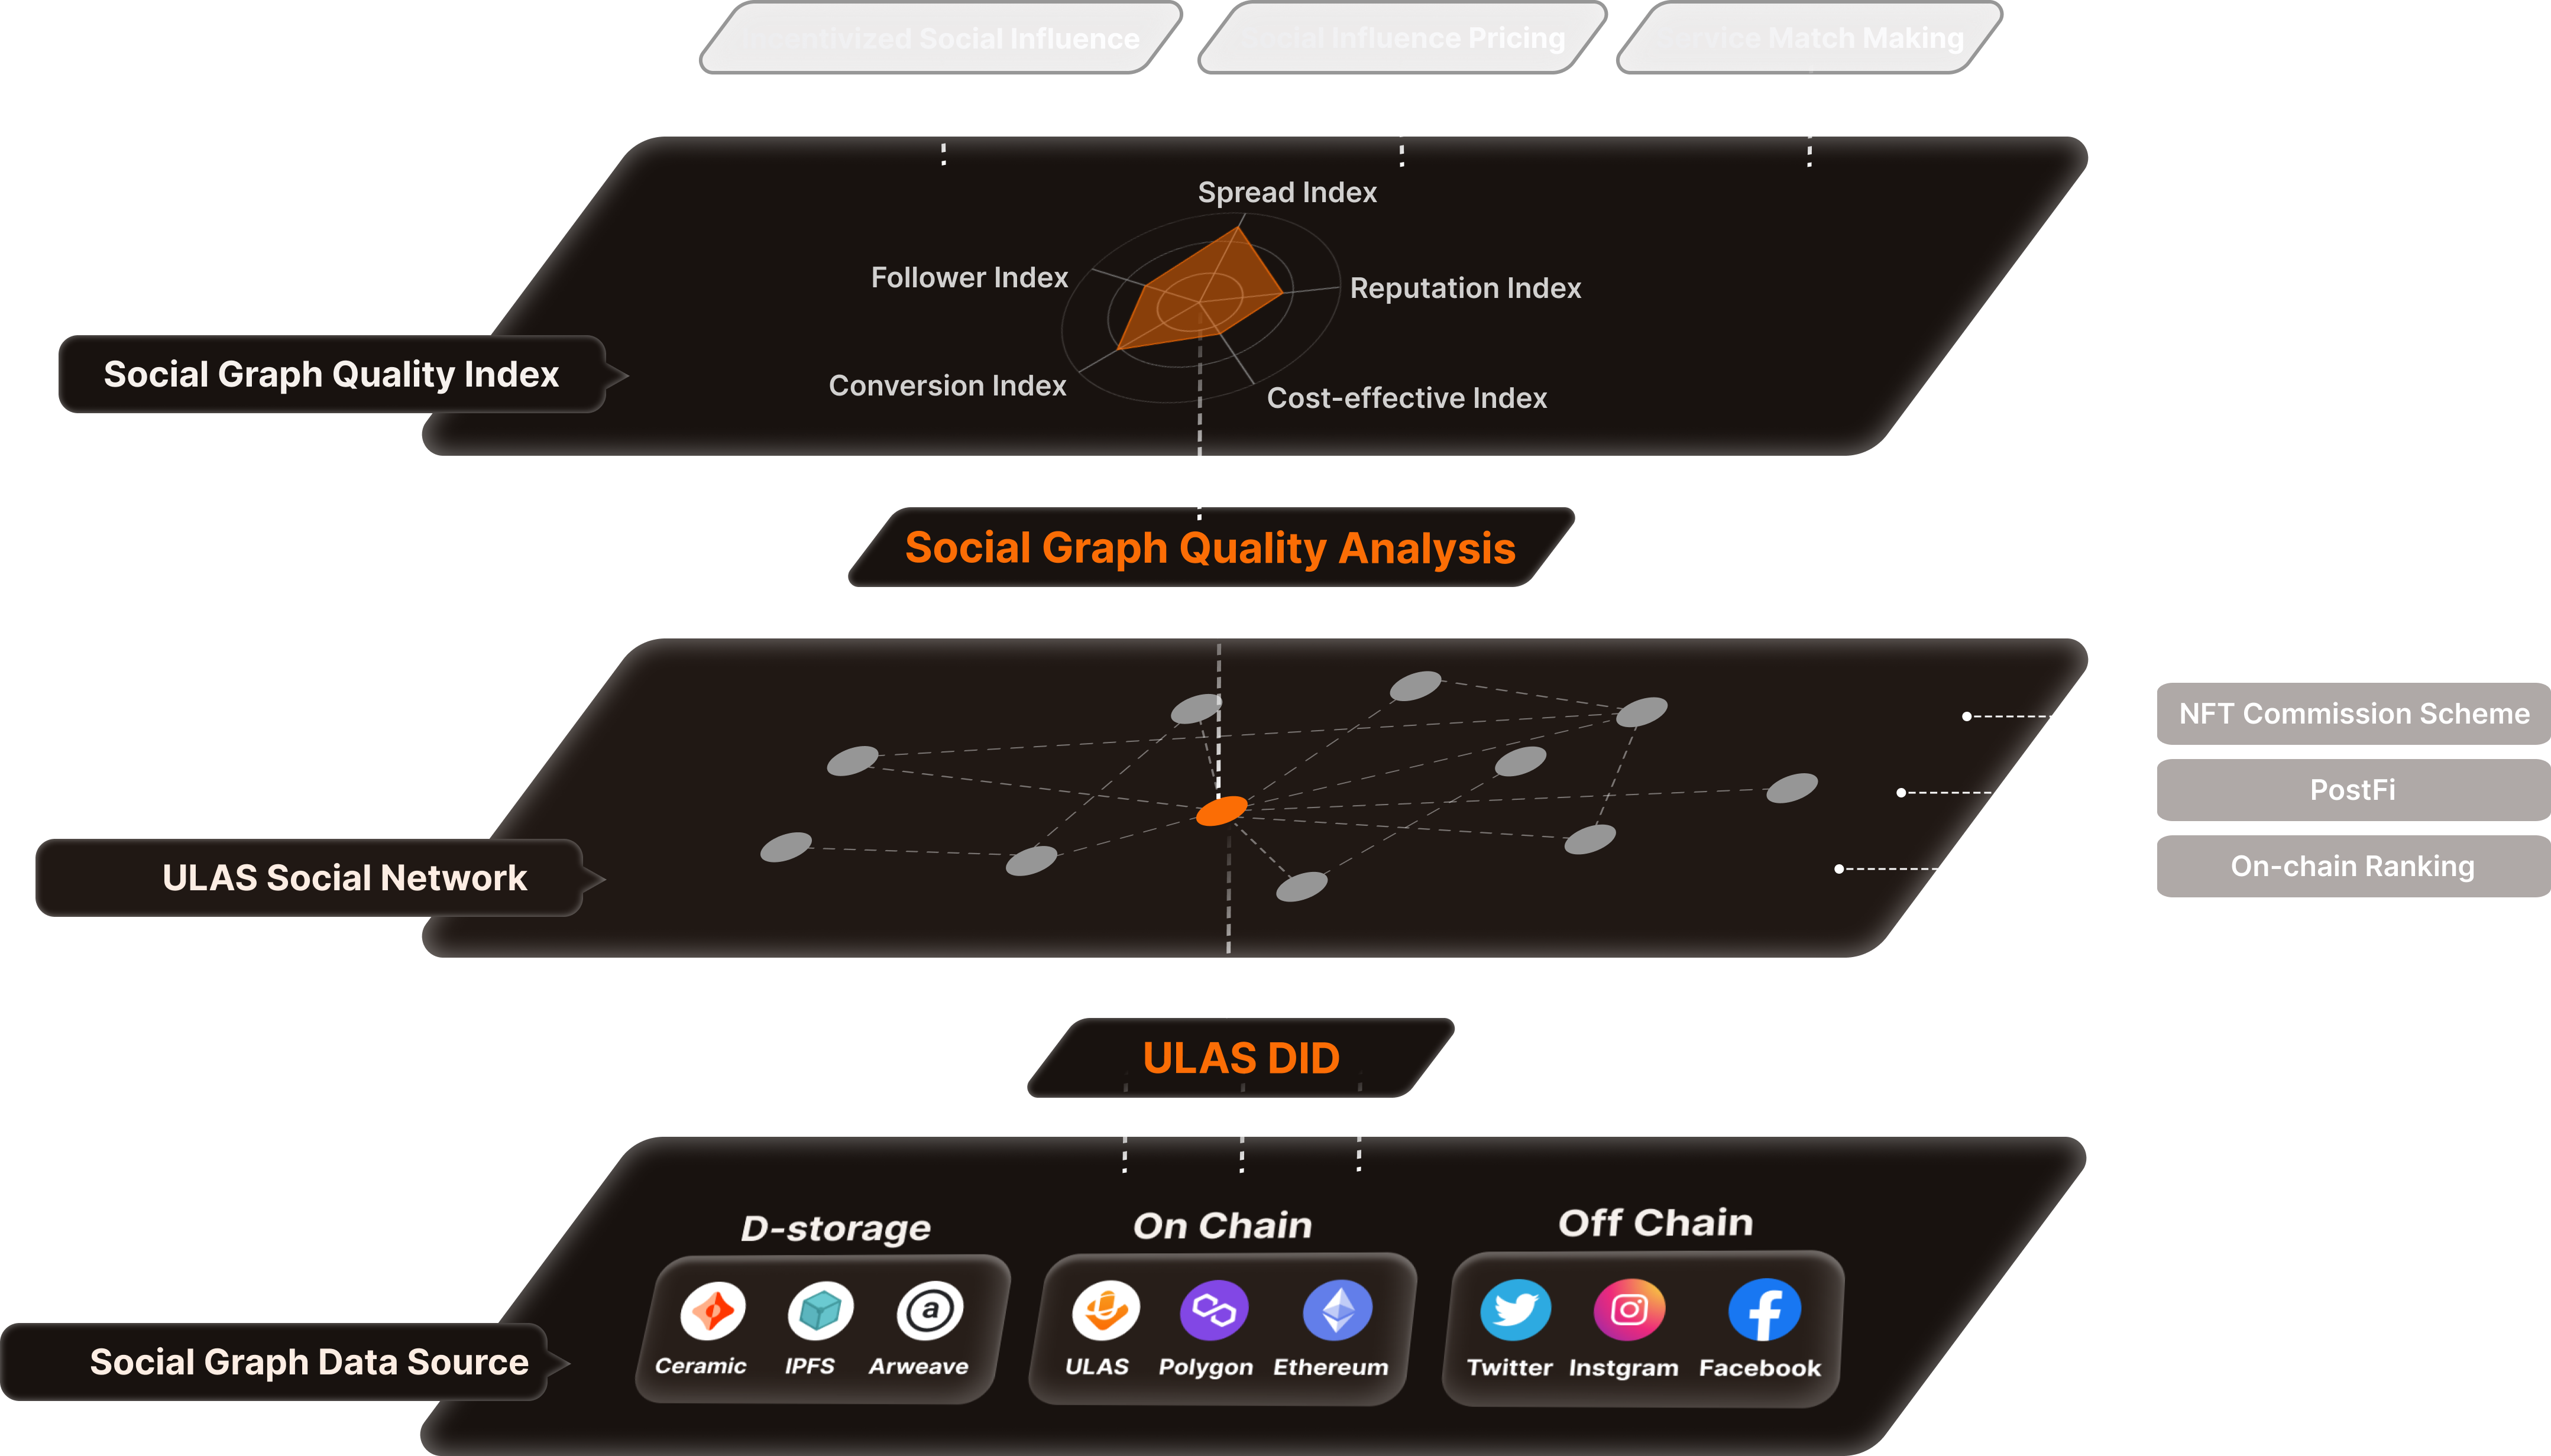 Incentivized Social Influence
Social Influence Pricing
Service Match Making
Spread Index
Follower Index
Reputation Index
Social Graph Quality Index
Conversion Index
Cost-effective Index
Social Graph Quality Analysis
NFT Commission Scheme
PostFi
ULAS Social Network
On-chain Ranking
ULAS DID
D-storage
On Chain
Off Chain
a
Social Graph Data Source
Ceramic
IPFS
Arweave
ULAS
Polygon
Ethereum
Twitter
Instgram
Facebook